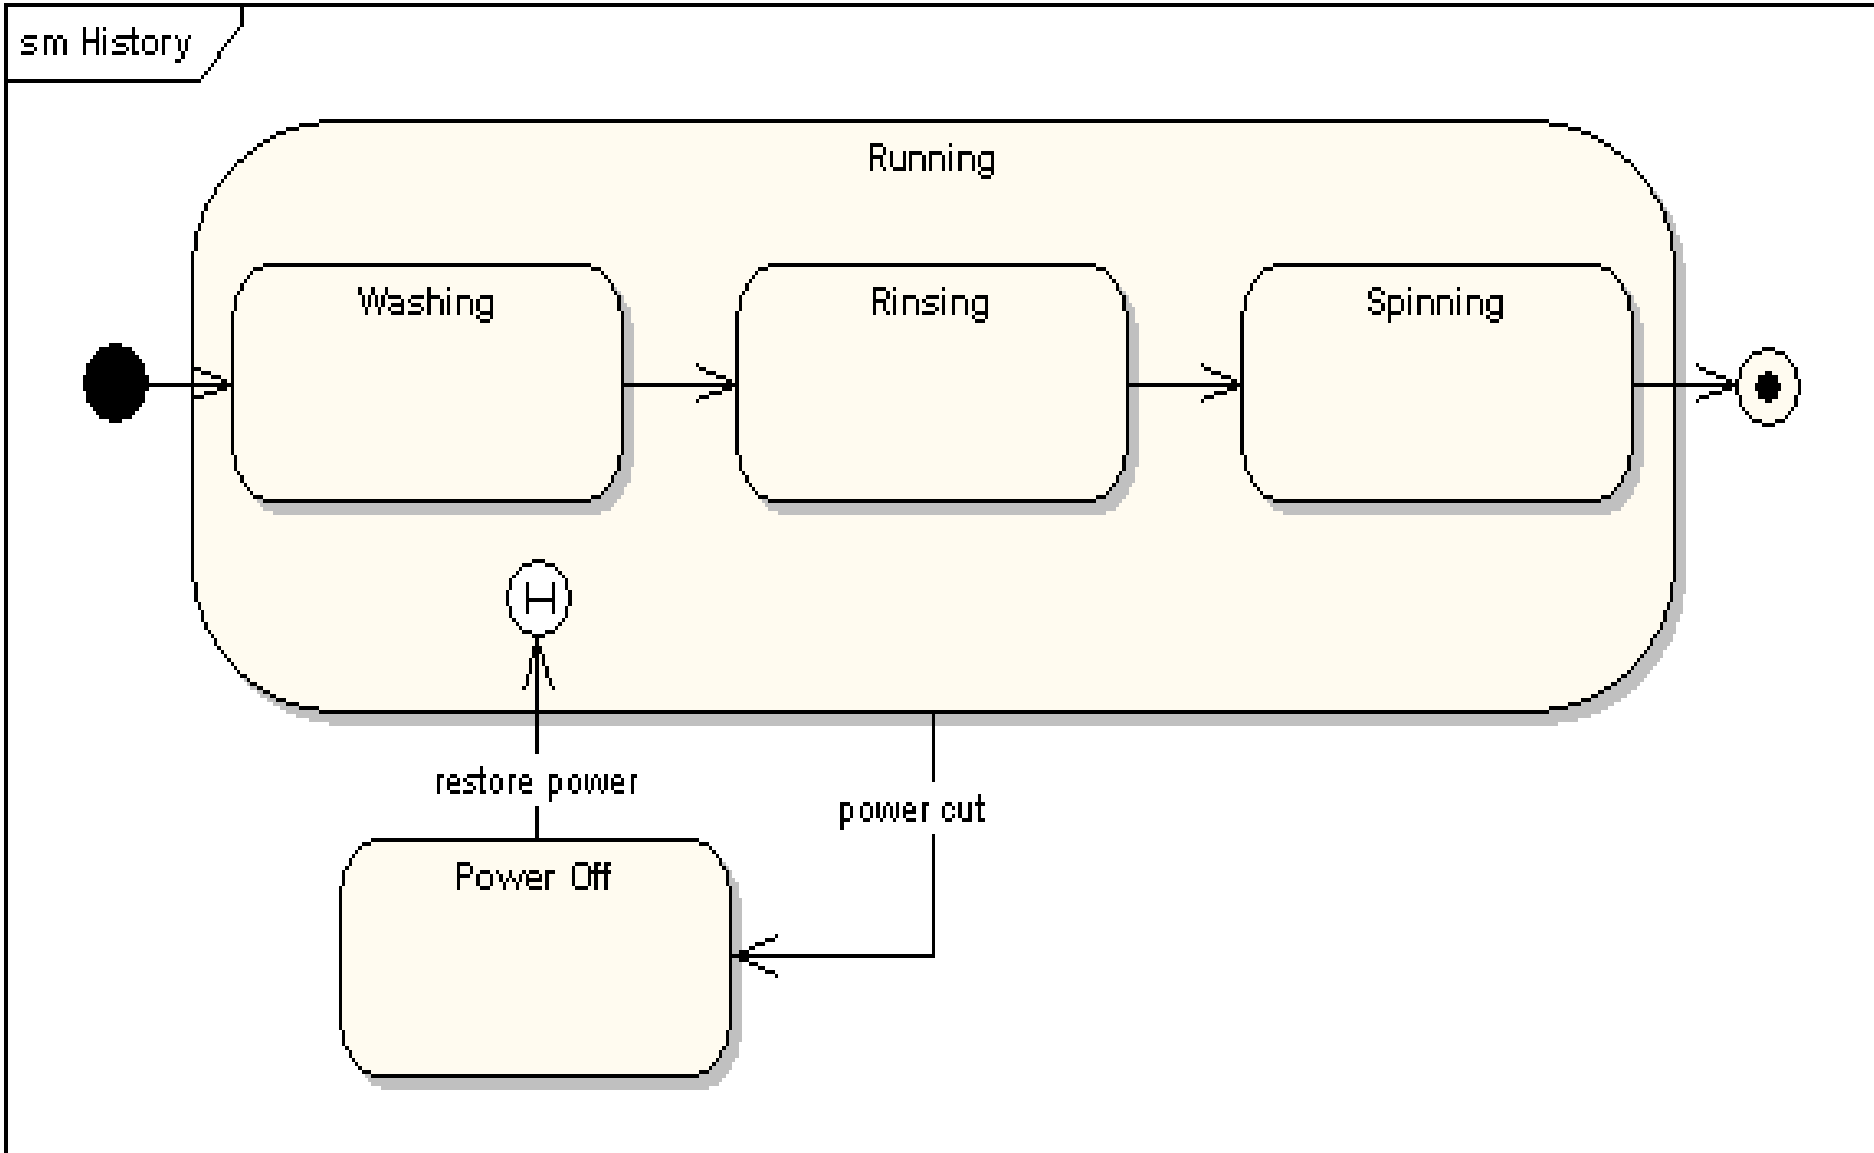 sm History
Running
Washing
Rinsing
Spinning
H
restore power
power cut
Power Off